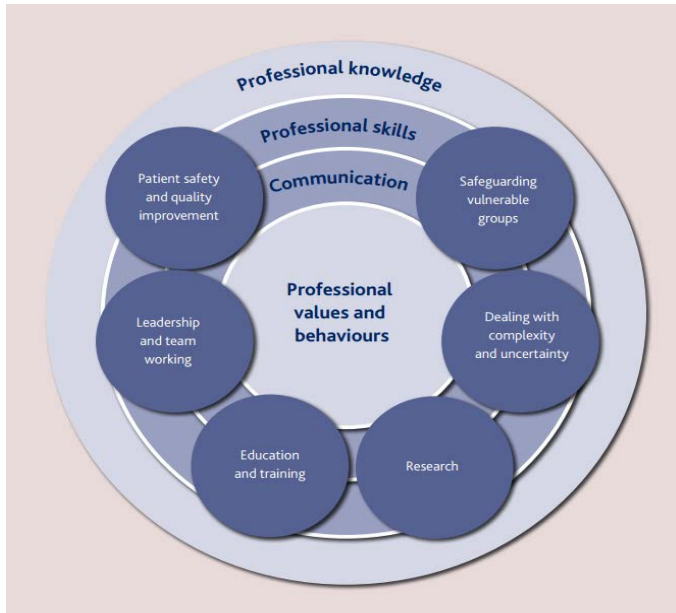 Professional knowledge
Professional skills
Communication
Patient safety
and quality
improvement
Safeguarding
vulnerable
groups
Professional
values and
behaviours
Leadership
and team
working
Dealing with
complexity
and uncertainty
Education
and training
Research